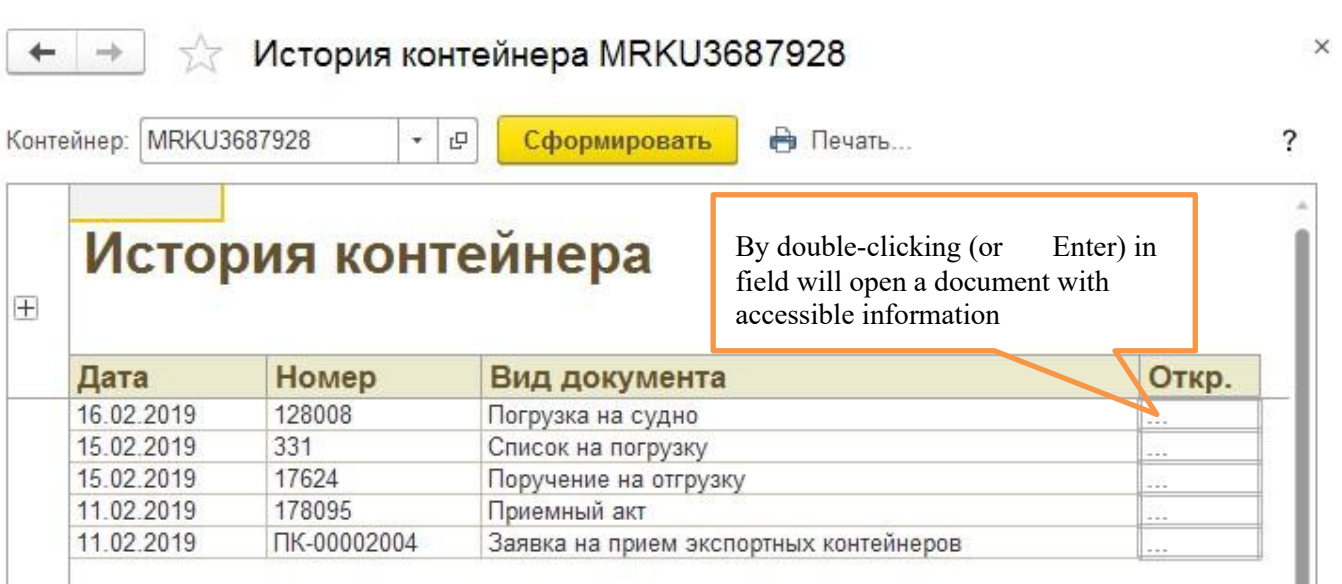 История контейнера MRKU3687928
Контейнер: MRKU3687928 Сформировать Печать... ?
История контейнера
By double-clicking (or Enter) in
field will open a document with
accessible information
Дата Номер Вид документа Откр.
16.02.2019 128008 Погрузка на судно ...
15.02.2019 331 Список на погрузку ...
15.02.2019 17624 Поручение на отгрузку ...
11.02.2019 178095 Приемный акт ...
11.02.2019 ПК-00002004 Заявка на прием экспортных контейнеров ...